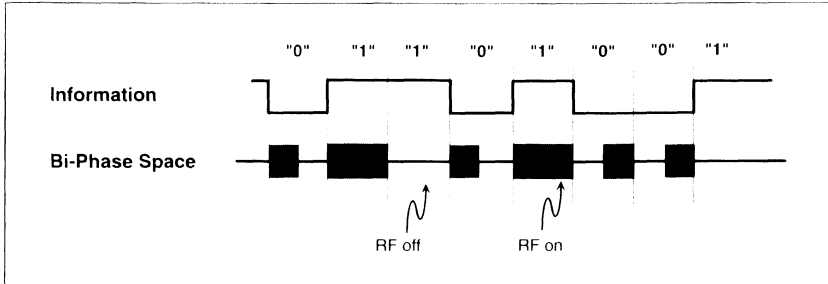 "0" "1" "1" "0" "1" "0" "0" "1"
Information
Bi-Phase Space
RF off RF on